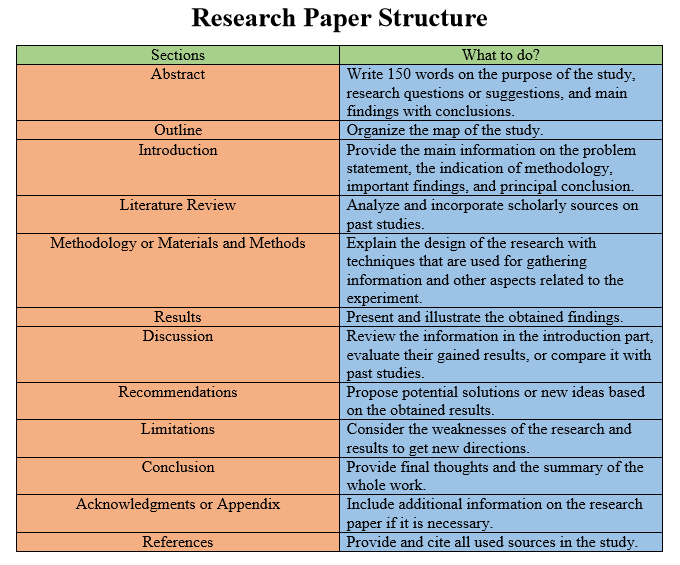 Research Paper Structure
Sections
What to do?
Abstract
Write 150 words on the purpose of the study,
research questions or suggestions, and main
findings with conclusions.
Outline
Organize the map of the study.
Introduction
Provide the main information on the problem
statement, the indication of methodology,
important findings, and principal conclusion.
Literature Review
Analyze and incorporate scholarly sources on
past studies.
Methodology or Materials and Methods
Explain the design of the research with
techniques that are used for gathering
information and other aspects related to the
experiment.
Results
Present and illustrate the obtained findings.
Discussion
Review the information in the introduction part,
evaluate their gained results, or compare it with
past studies.
Recommendations
Propose potential solutions or new ideas based
on the obtained results.
Limitations
Consider the weaknesses of the research and
results to get new directions.
Conclusion
Provide final thoughts and the summary of the
whole work.
Acknowledgments or Appendix
Include additional information on the research
paper if it is necessary.
References
Provide and cite all used sources in the study.